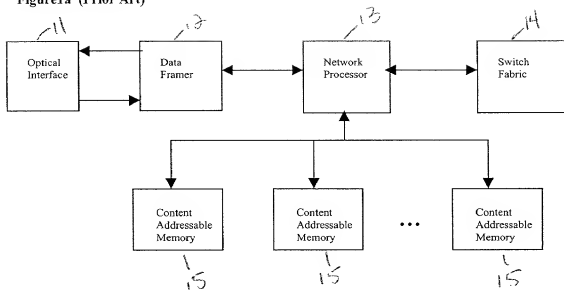 Figure1a (Prior Art)
11
12
13
14
Optical
Interface
Data
Framer
Network
Processor
Switch
Fabric
Content
Addressable
Memory
Content
Addressable
Memory
...
Content
Addressable
Memory
15
15
15